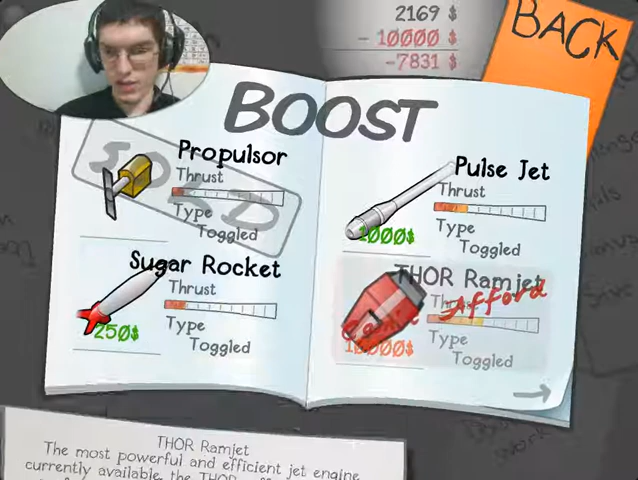 2169 $
- 10000 $
-7831 $
BACK
BOOST
Propulsor
Thrust
SOLD
Type
Toggled
Pulse Jet
Thrust
1000$
Type
Toggled
Sugar Rocket
Thrust
250$
Type
Toggled
THOR Ramjet
Thrust
Can't Afford
10000$
Type
Toggled
THOR Ramjet
The most powerful and efficient jet engine
currently available, the THOR